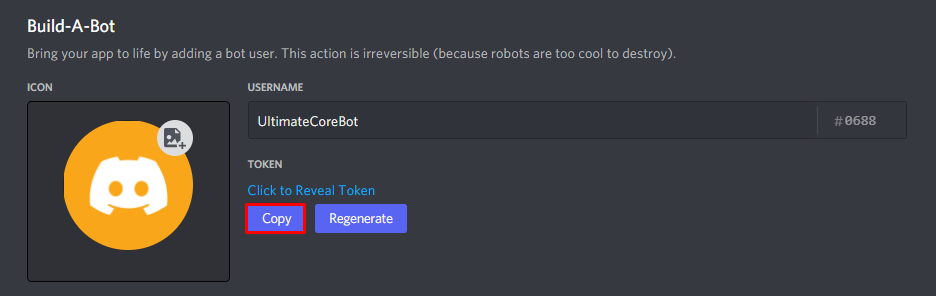 Build-A-Bot
Bring your app to life by adding a bot user. This action is irreversible (because robots are too cool to destroy).
ICON
USERNAME
UltimateCoreBot
#0688
TOKEN
Click to Reveal Token
Copy
Regenerate